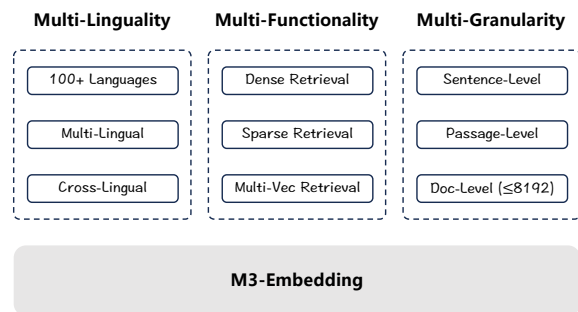 Multi-Linguality
100+ Languages
Multi-Lingual
Cross-Lingual
Multi-Functionality
Dense Retrieval
Sparse Retrieval
Multi-Vec Retrieval
Multi-Granularity
Sentence-Level
Passage-Level
Doc-Level (≤8192)
M3-Embedding